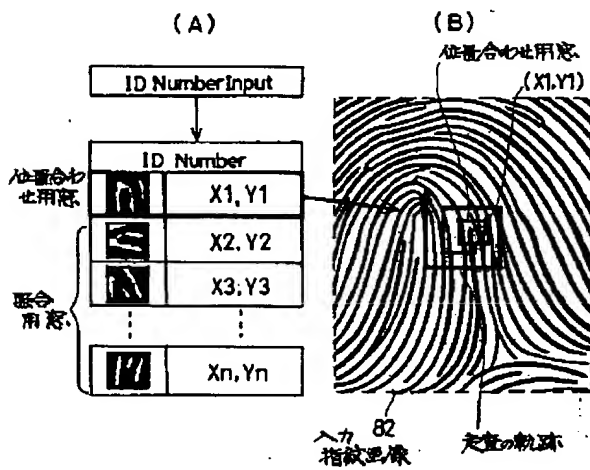 (A)
ID Number Input
ID Number
位置合わ
せ用窓
X1, Y1
X2, Y2
X3, Y3
照合
用窓
Xn, Yn
(B)
位置合わせ用窓
(X1,Y1)
入力
指紋画像
82
走査の軌跡